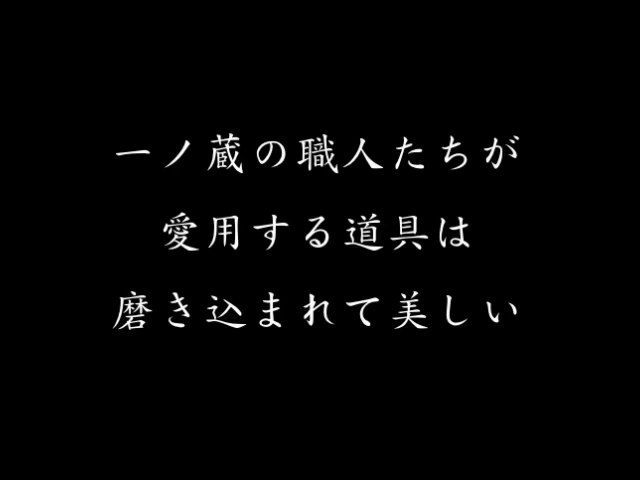 一ノ蔵の職人たちが
愛用する道具は
磨き込まれて美しい